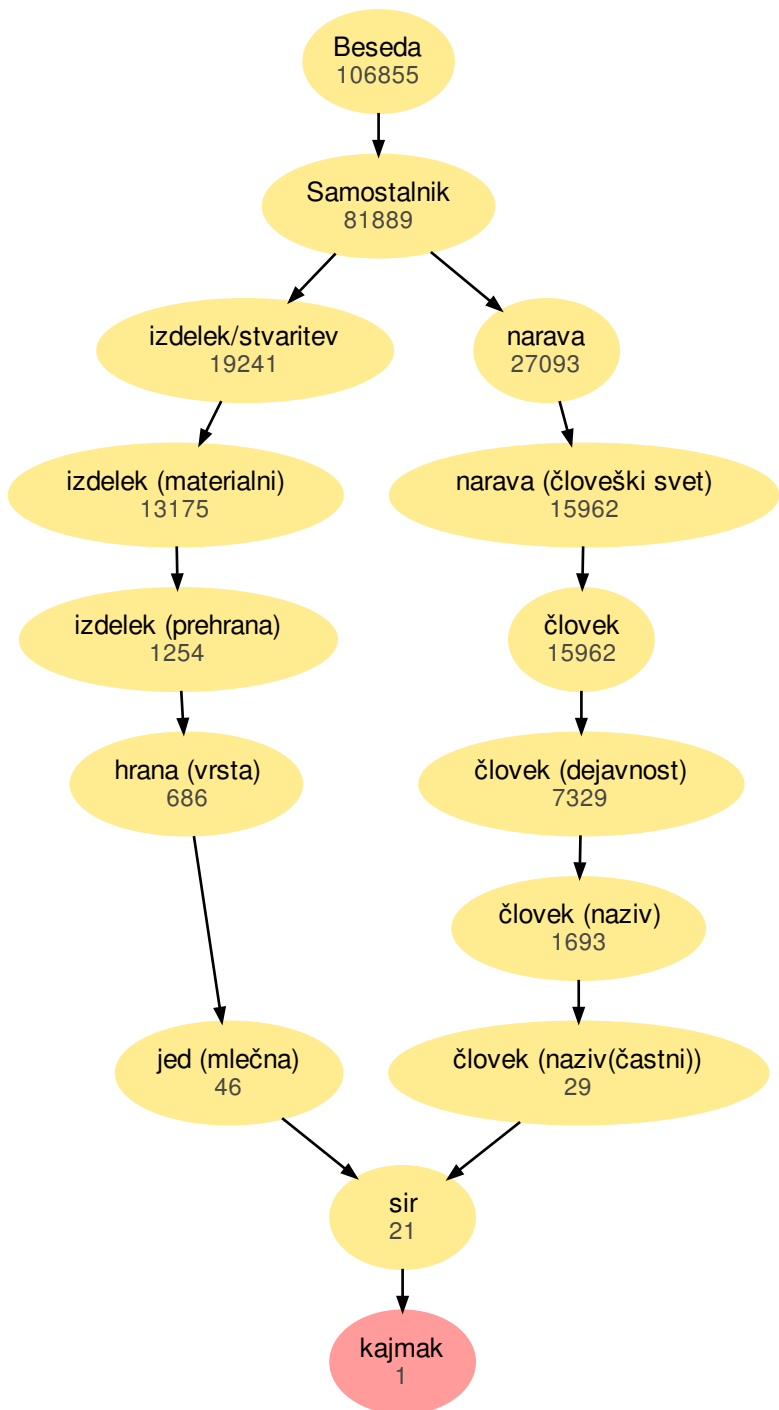 Beseda
106855
Samostalnik
81889
izdelek/stvaritev
19241
narava
27093
izdelek (materialni)
13175
narava (človeški svet)
15962
izdelek (prehrana)
1254
človek
15962
hrana (vrsta)
686
človek (dejavnost)
7329
človek (naziv)
1693
jed (mlečna)
46
človek (naziv(častni))
29
sir
21
kajmak
1